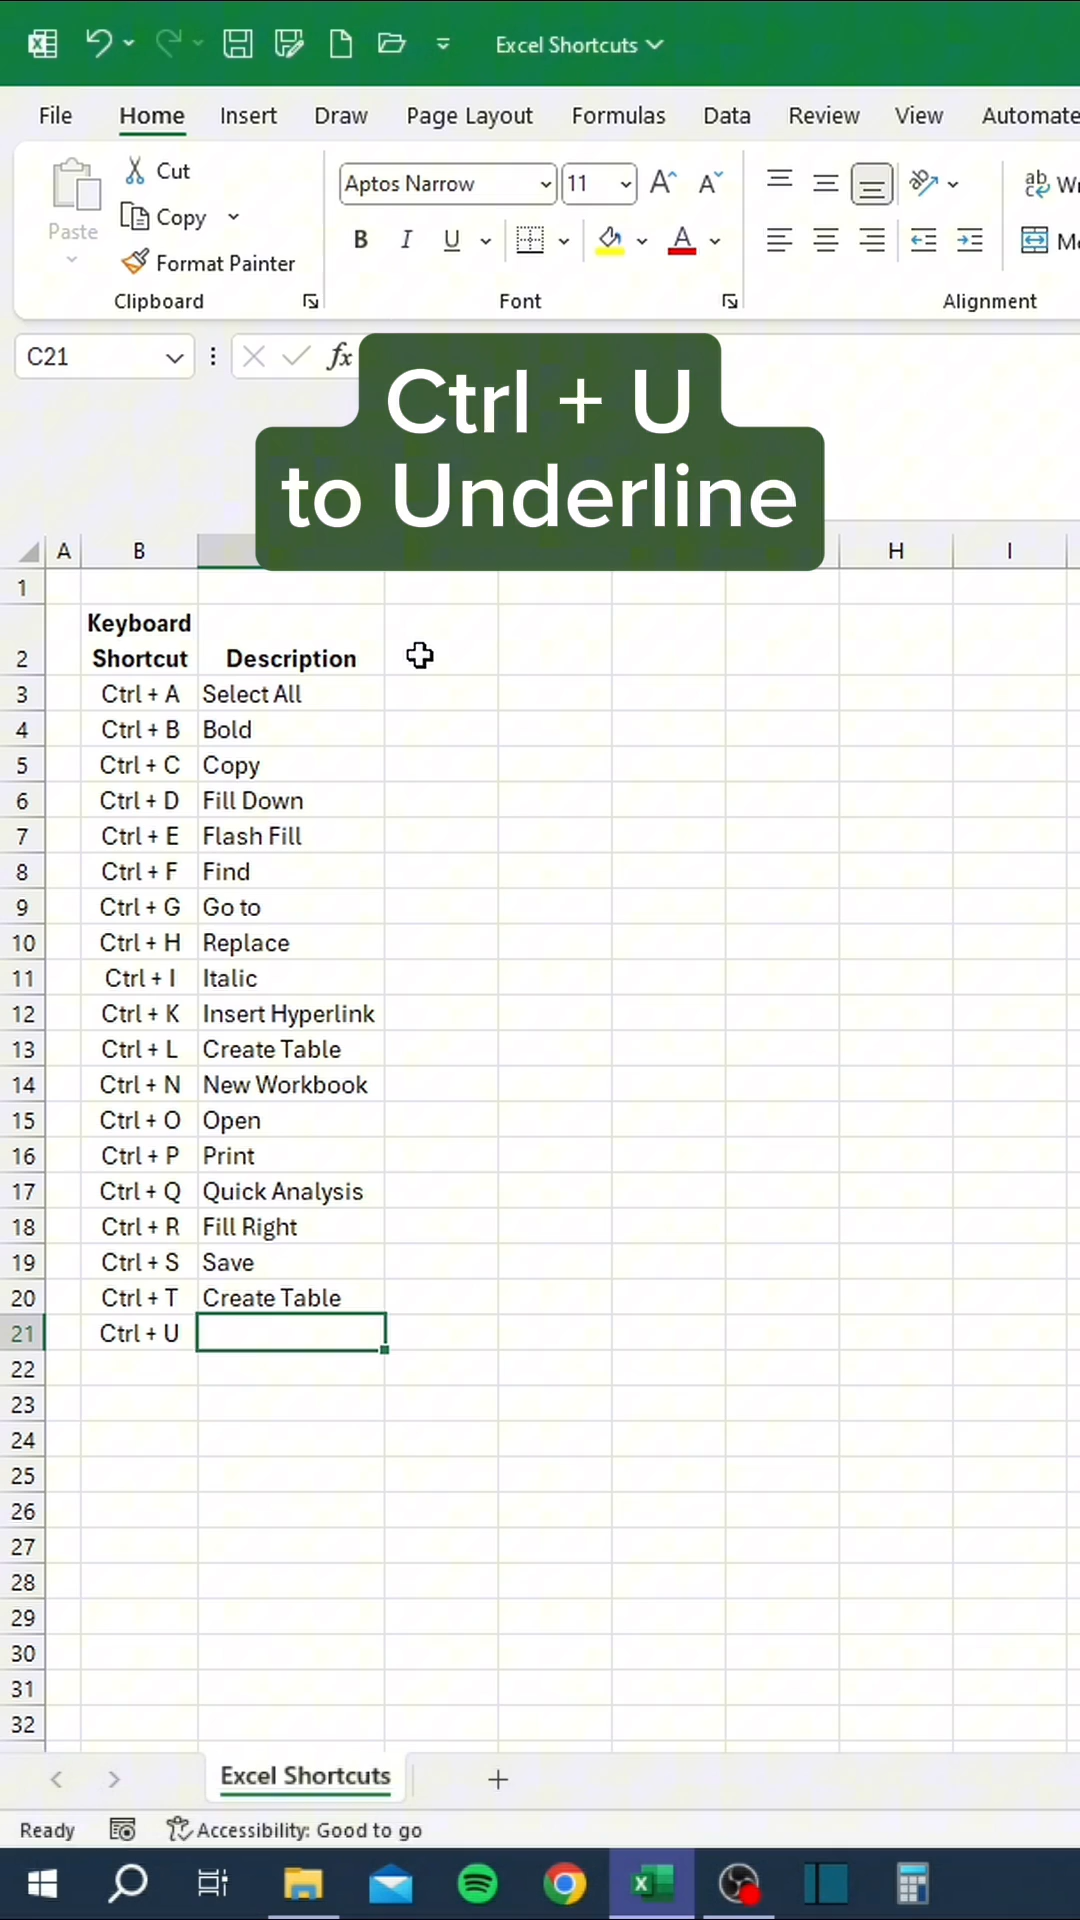 Excel Shortcuts
File Home Insert Draw Page Layout Formulas Data Review View Automate
Cut
Aptos Narrow 11
Copy
Paste
B I U A
Format Painter
Clipboard Font Alignment
C21 fx
Ctrl + U
to Underline
A B H I
1
Keyboard
2 Shortcut Description
3 Ctrl + A Select All
4 Ctrl + B Bold
5 Ctrl + C Copy
6 Ctrl + D Fill Down
7 Ctrl + E Flash Fill
8 Ctrl + F Find
9 Ctrl + G Go to
10 Ctrl + H Replace
11 Ctrl + I Italic
12 Ctrl + K Insert Hyperlink
13 Ctrl + L Create Table
14 Ctrl + N New Workbook
15 Ctrl + O Open
16 Ctrl + P Print
17 Ctrl + Q Quick Analysis
18 Ctrl + R Fill Right
19 Ctrl + S Save
20 Ctrl + T Create Table
21 Ctrl + U
22
23
24
25
26
27
28
29
30
31
32
Excel Shortcuts
Ready Accessibility: Good to go